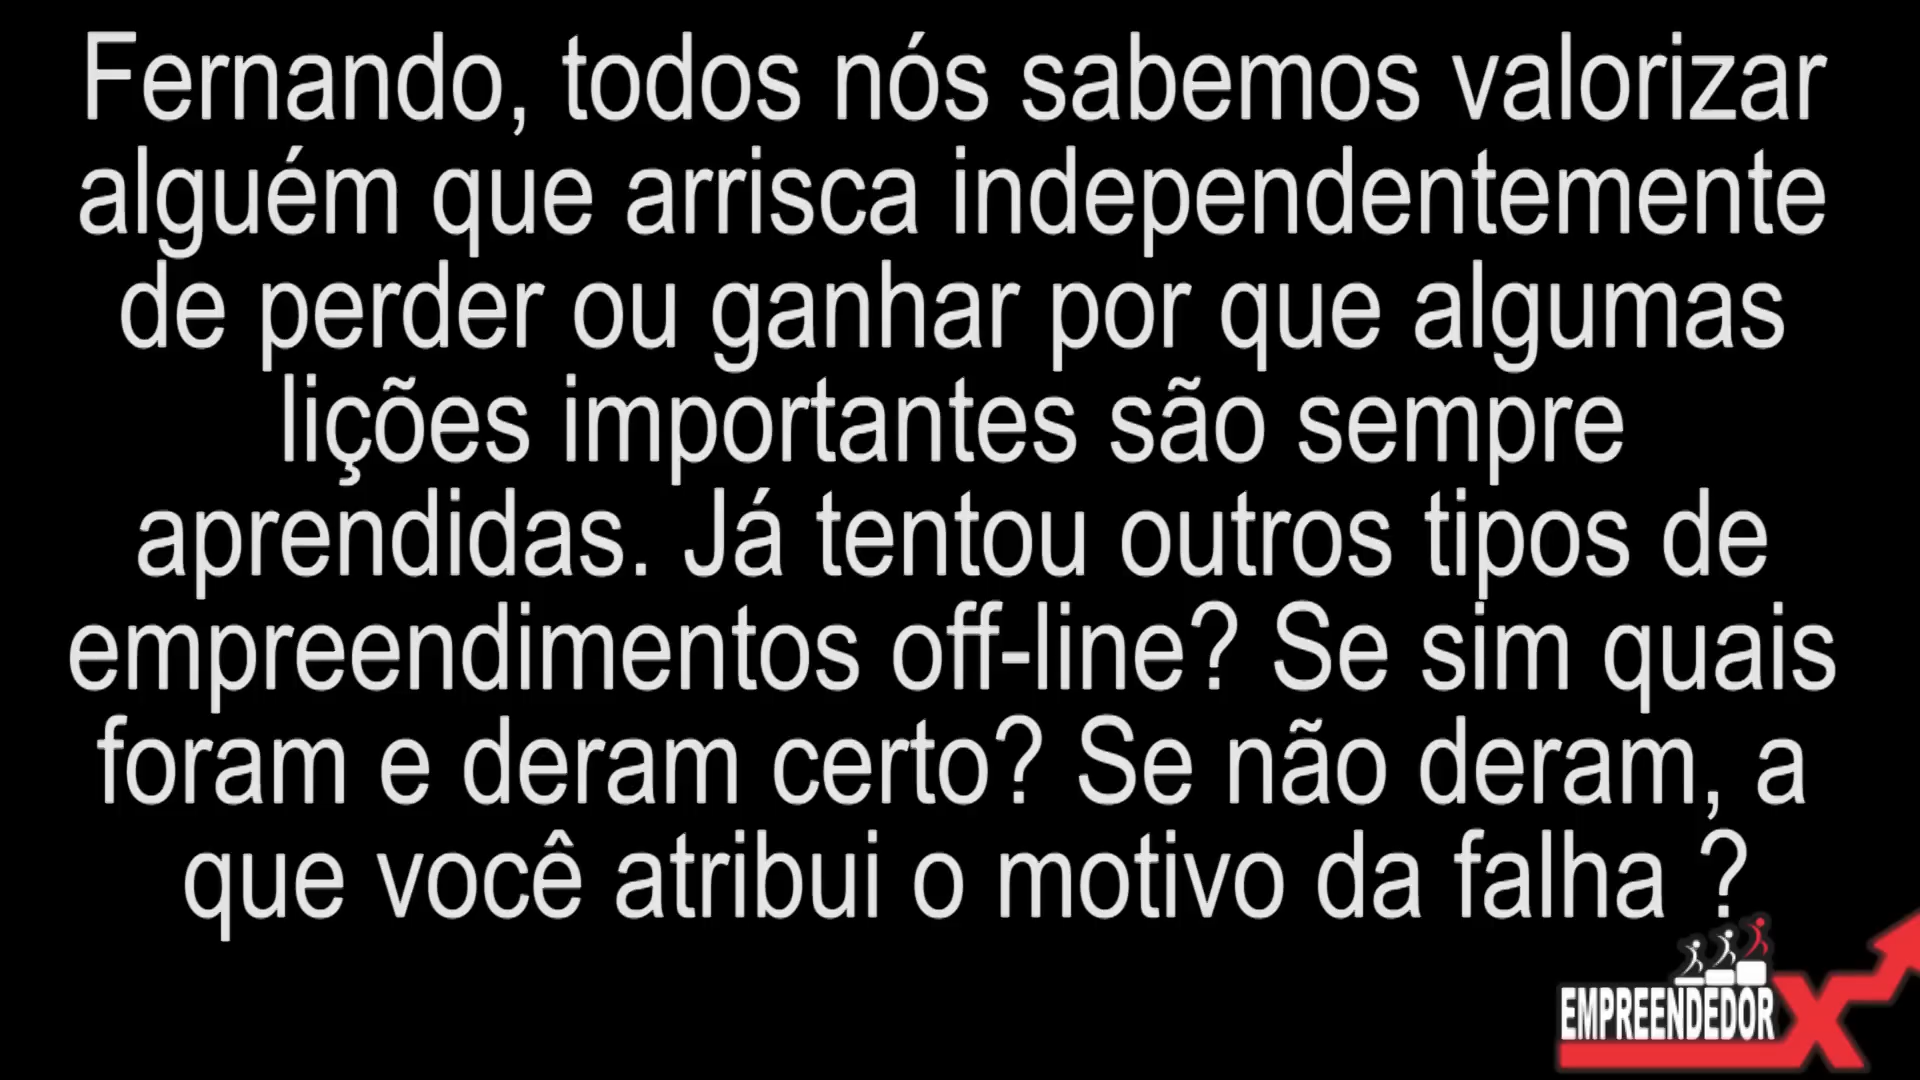 Fernando, todos nós sabemos valorizar
alguém que arrisca independentemente
de perder ou ganhar por que algumas
lições importantes são sempre
aprendidas. Já tentou outros tipos de
empreendimentos off-line? Se sim quais
foram e deram certo? Se não deram, a
que você atribui o motivo da falha ?
EMPREENDEDOR X